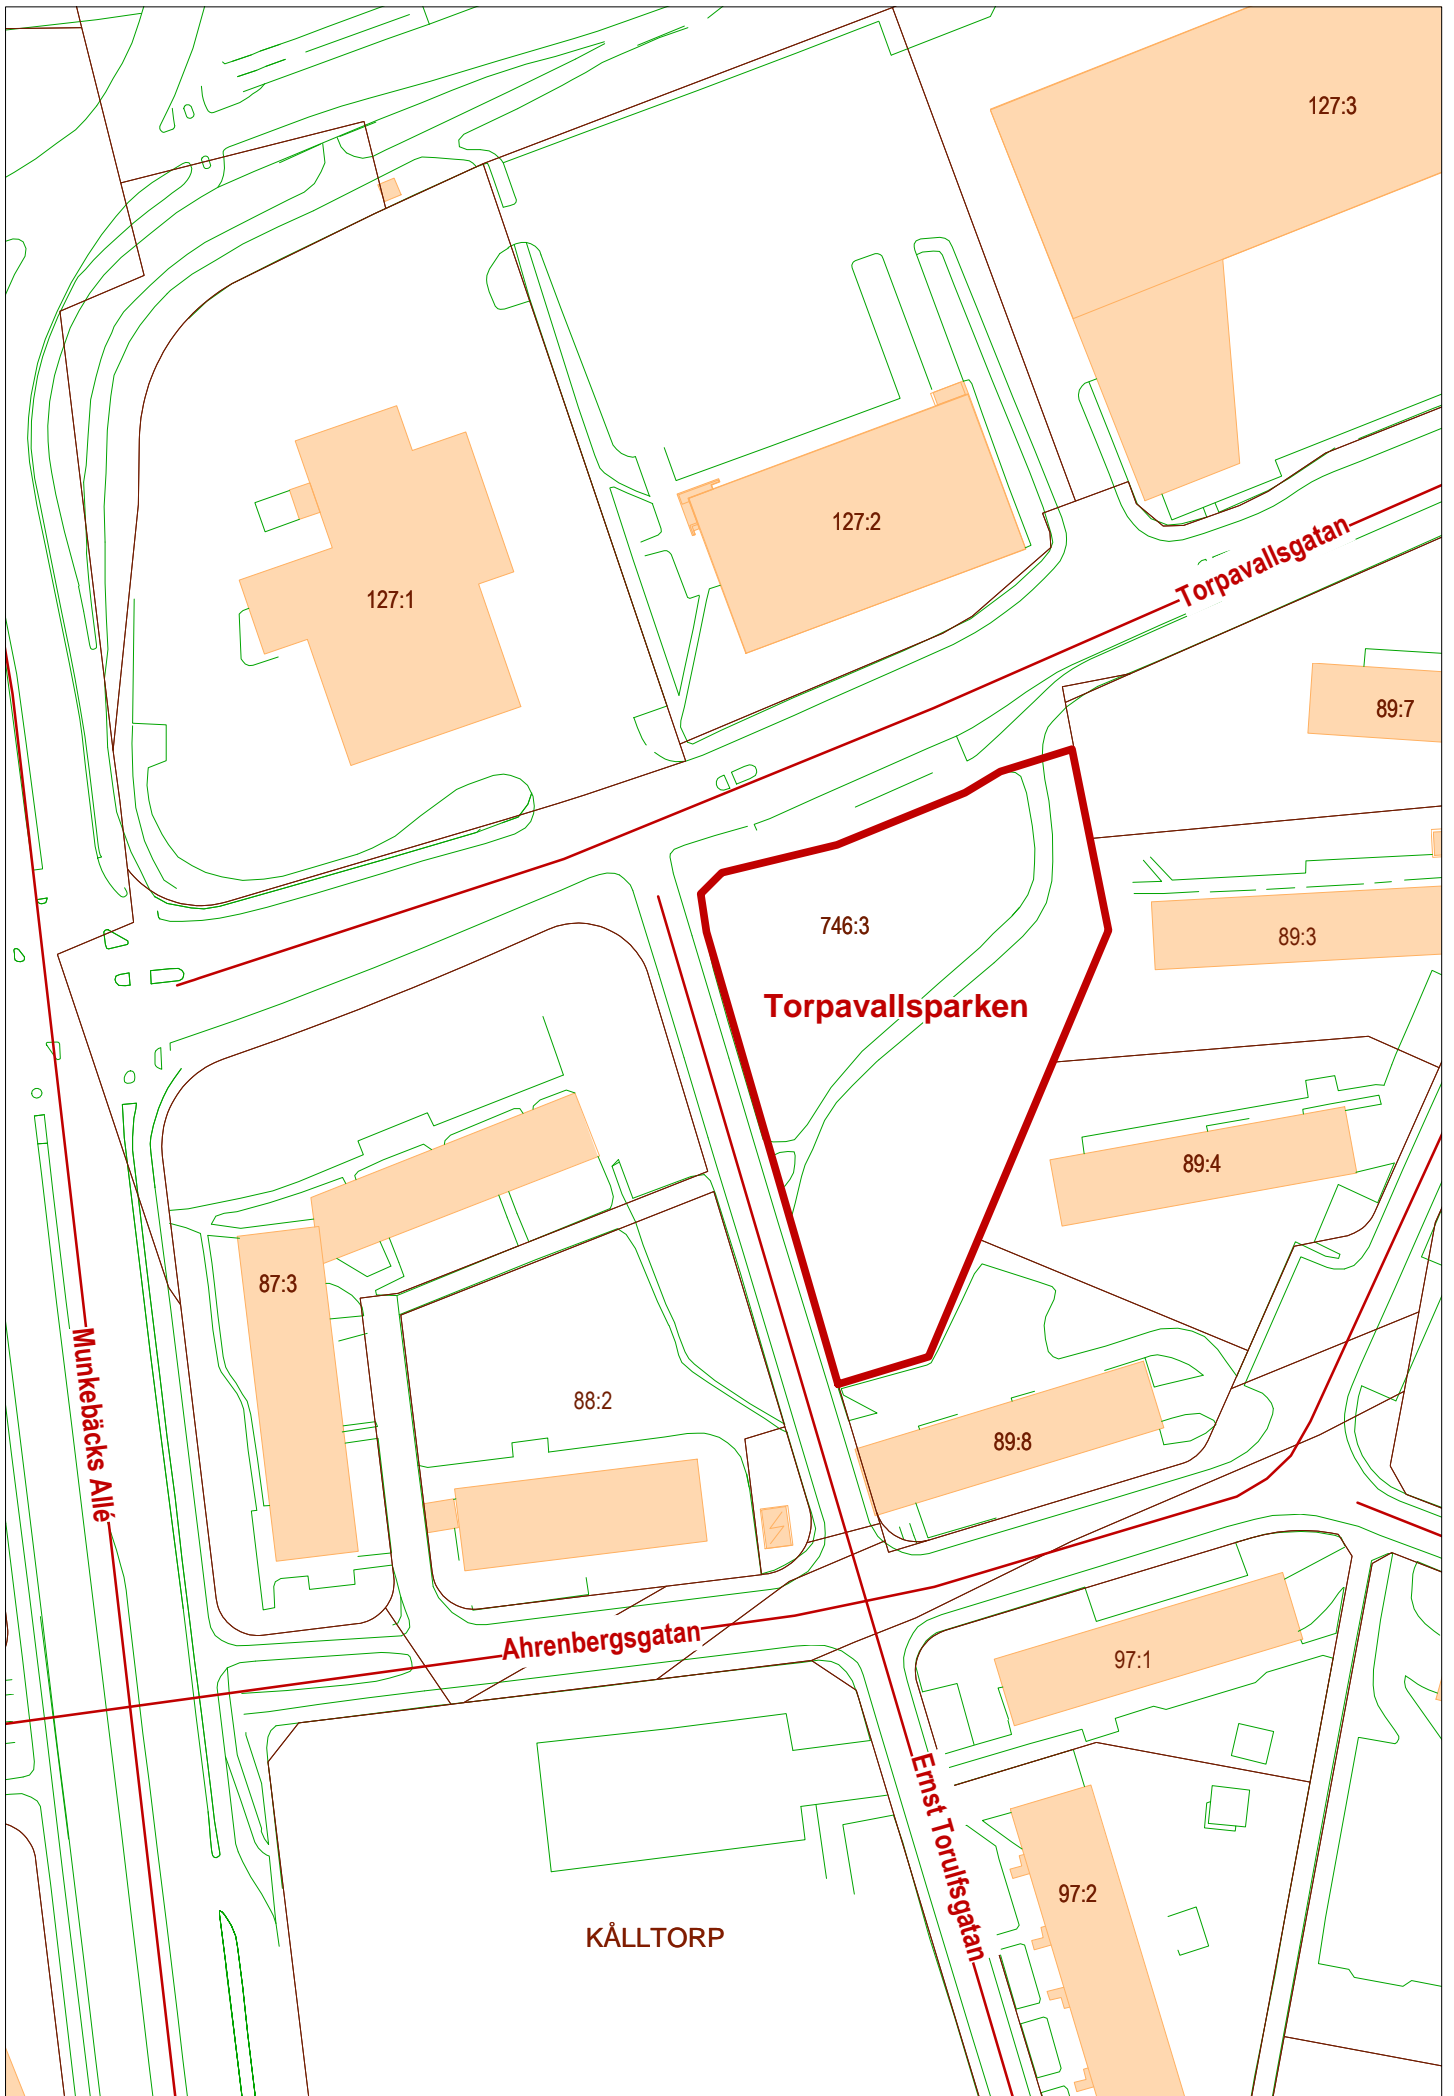 127:3
127:2
Torpavallsgatan
127:1
89:7
746:3
89:3
Torpavallsparken
89:4
87:3
Munkebäcks Allé
88:2
89:8
Ahrenbergsgatan
97:1
Ernst Torulfsgatan
97:2
KÅLLTORP